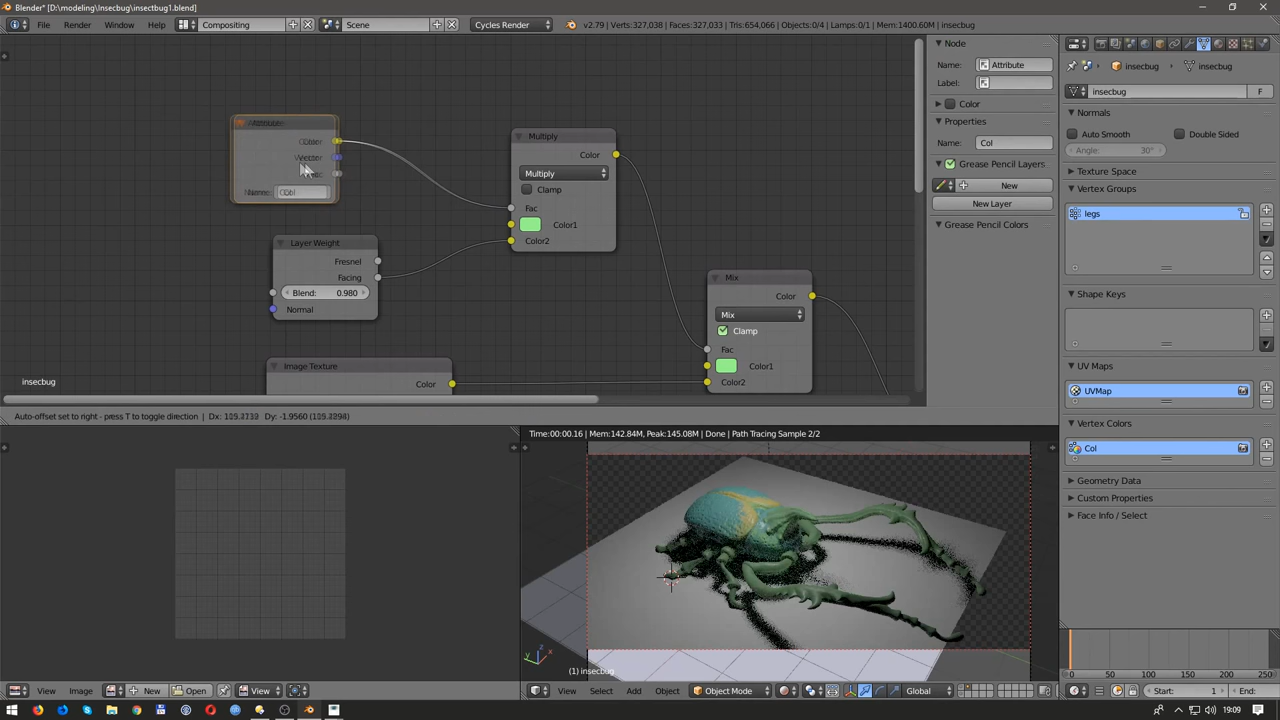 Blender* [D:\modeling\Insecbug\insectbug1.blend]
File Render Window Help Compositing Scene Cycles Render v2.79 | Verts:327,038 | Faces:327,033 | Tris:654,066 | Objects:0/4 | Lamps:0/1 | Mem:1400.60M | insecbug
Color
Name: Col
Multiply
Color
Multiply
Clamp
Fac
Color1
Color2
Layer Weight
Fresnel
Facing
Blend: 0.980
Normal
Mix
Color
Mix
Clamp
Fac
Color1
Color2
Image Texture
Color
insecbug
Node
Name: Attribute
Label:
Color
Properties
Name: Col
Grease Pencil Layers
New
New Layer
Grease Pencil Colors
insecbug insecbug
insecbug F
Normals
Auto Smooth Double Sided
Angle: 30°
Texture Space
Vertex Groups
legs
Shape Keys
UV Maps
UVMap
Vertex Colors
Col
Geometry Data
Custom Properties
Face Info / Select
Auto-offset set to right - press T to toggle direction | Dx:
Time:00:00.16 | Mem:142.84M, Peak:145.08M | Done | Path Tracing Sample 2/2
(1) insecbug
View Image New Open View
View Select Add Object Object Mode Global
0 50 100 150 200 250
Start: 1 End:
19:09